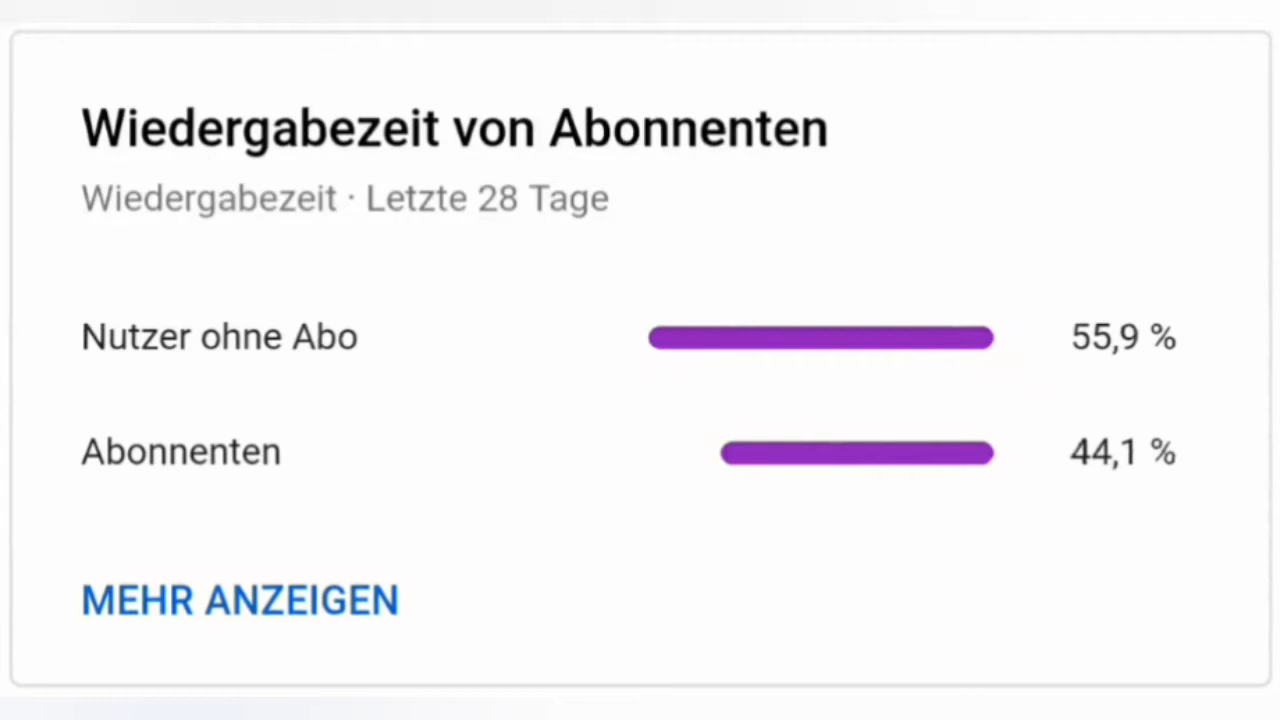 Wiedergabezeit von Abonnenten
Wiedergabezeit · Letzte 28 Tage
Nutzer ohne Abo 55,9 %
Abonnenten 44,1 %
MEHR ANZEIGEN